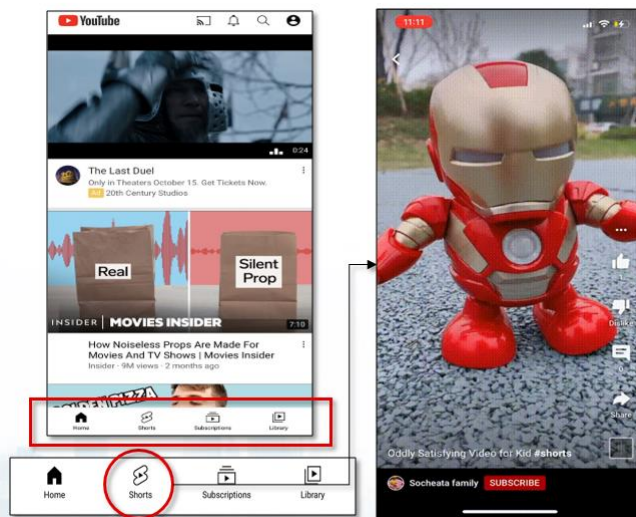 YouTube
0:24
The Last Duel
Only in Theaters October 15. Get Tickets Now.
Ad 20th Century Studios
Real
Silent
Prop
INSIDER | MOVIES INSIDER
7:10
How Noiseless Props Are Made For
Movies And TV Shows | Movies Insider
Insider · 9M views · 2 months ago
GOLDEN PIZZA
Home
Shorts
Subscriptions
Library
Home
Shorts
Subscriptions
Library
11:11
Dislike
0
Share
Oddly Satisfying Video for Kid #shorts
Socheata family SUBSCRIBE